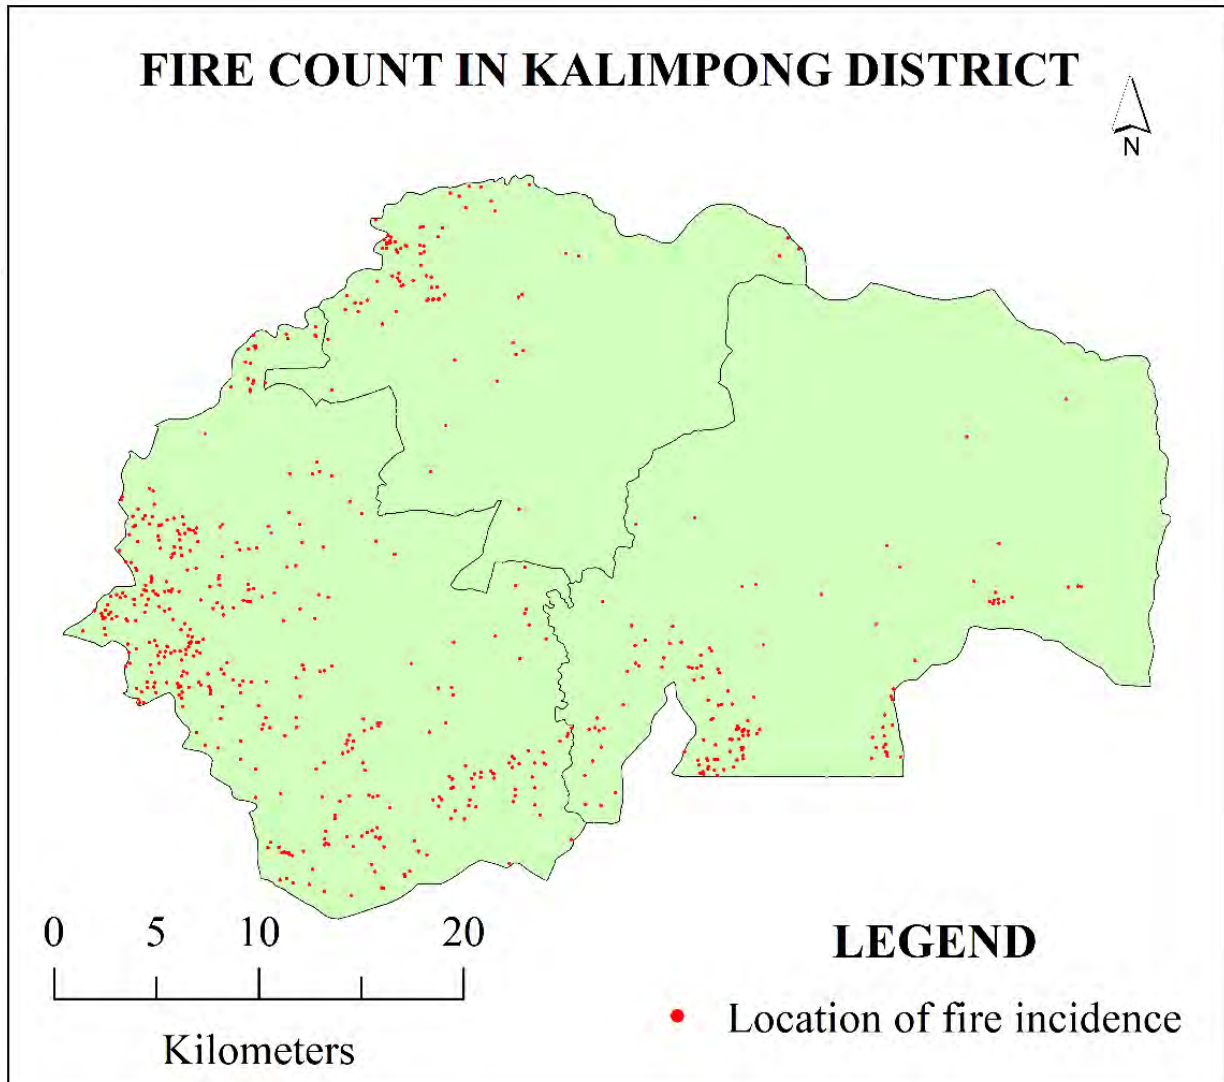 FIRE COUNT IN KALIMPONG DISTRICT
N
0 5 10 20
Kilometers
LEGEND
Location of fire incidence